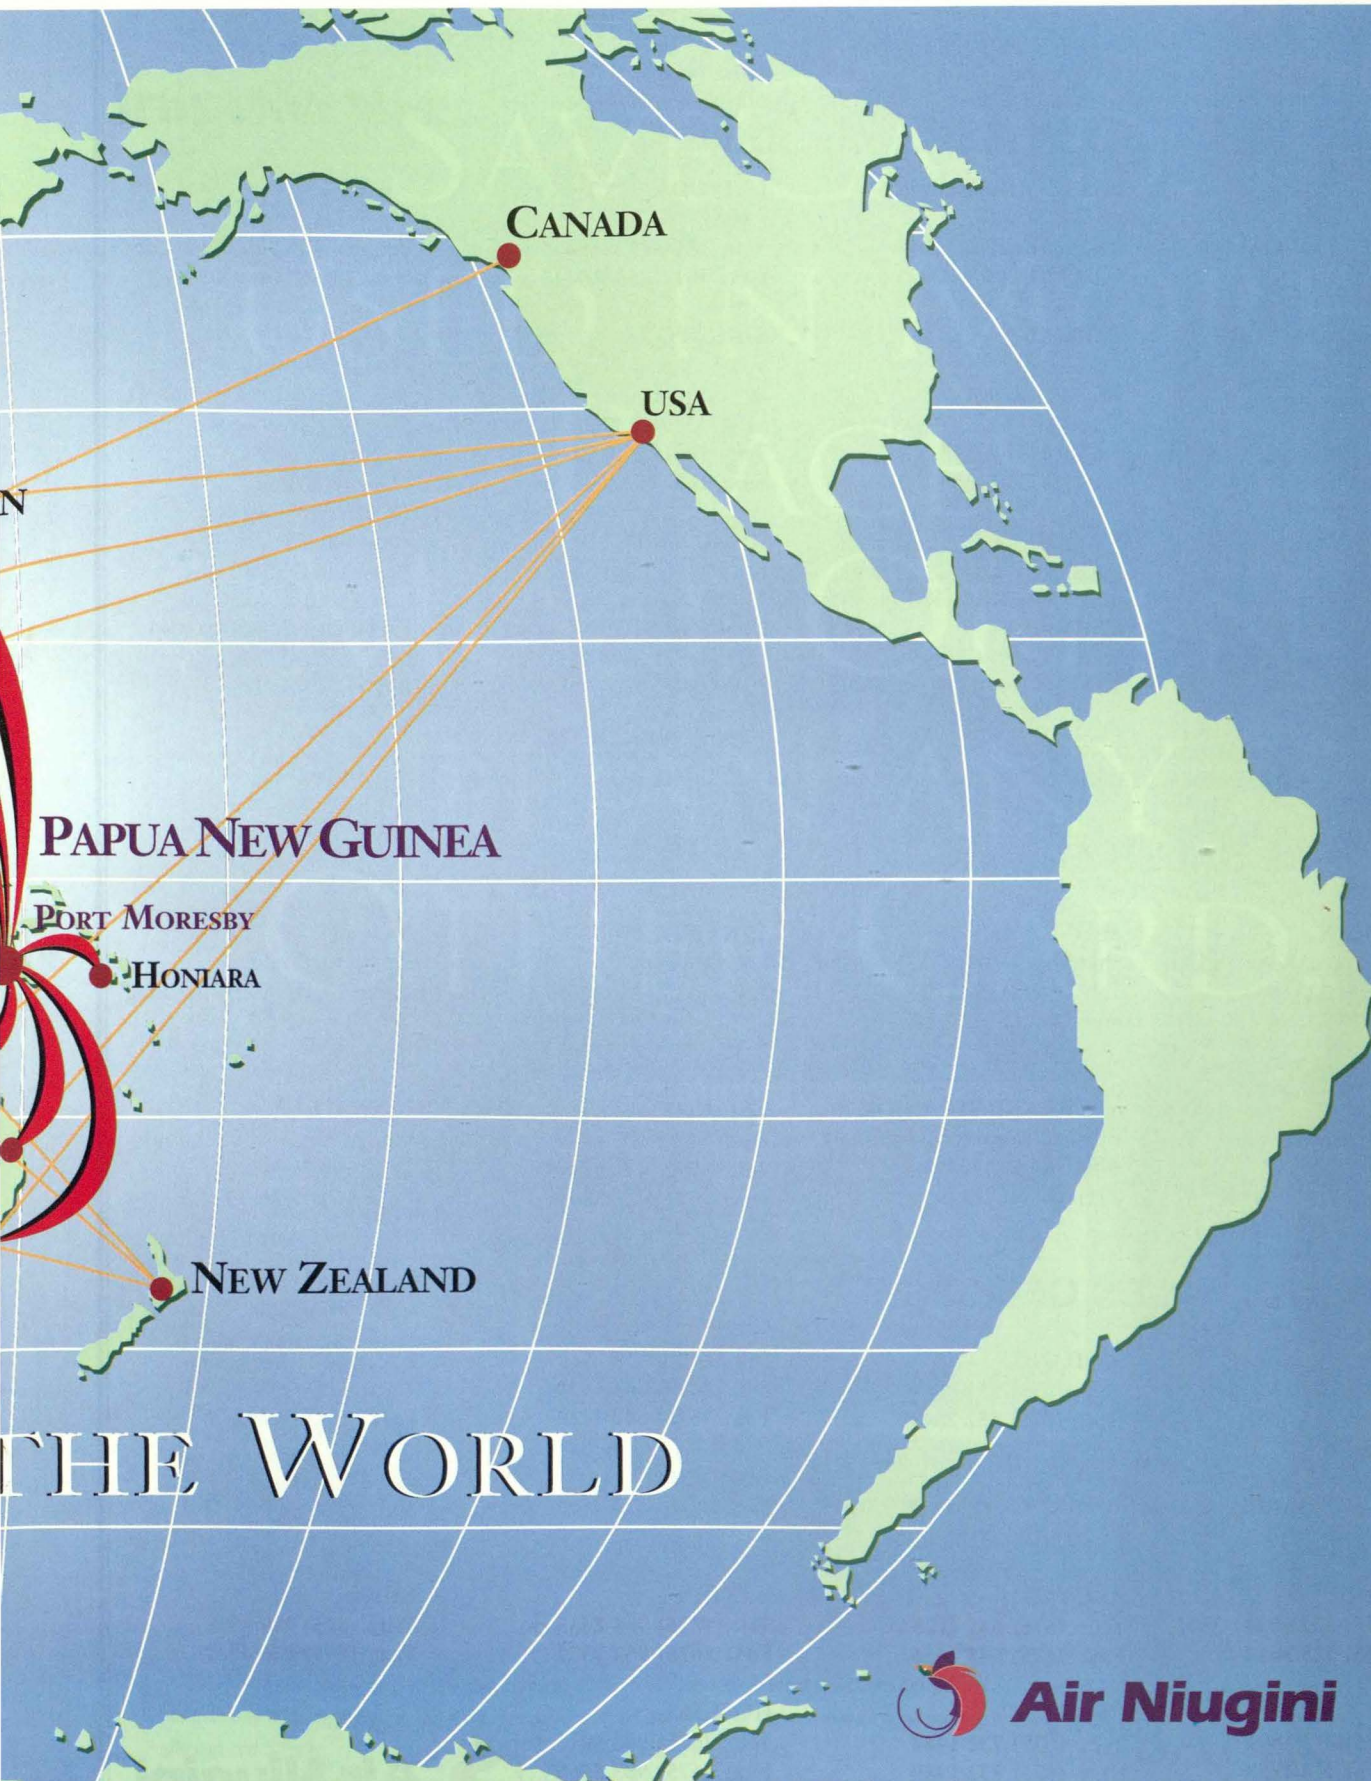 CANADA
USA
N
PAPUA NEW GUINEA
PORT MORESBY
HONIARA
NEW ZEALAND
THE WORLD
Air Niugini